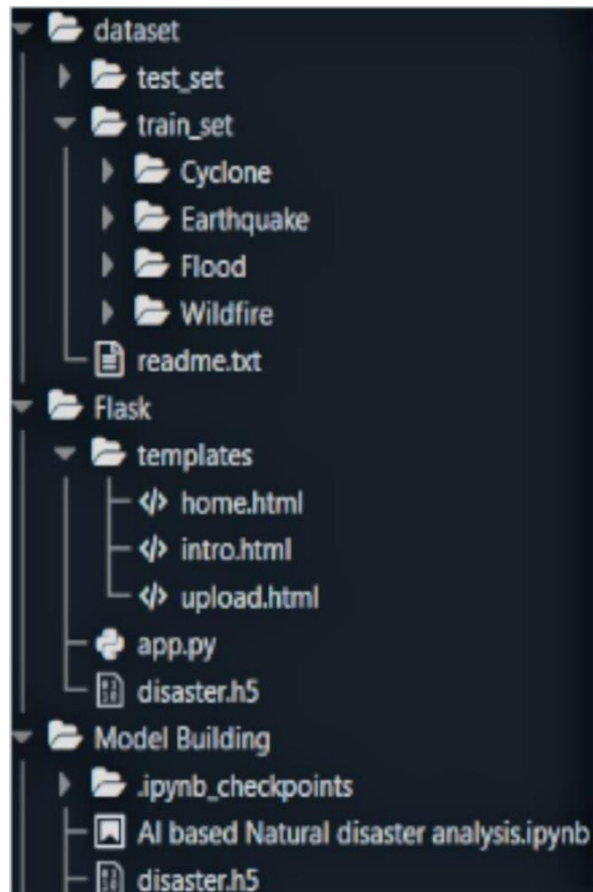 dataset
test_set
train_set
Cyclone
Earthquake
Flood
Wildfire
readme.txt
Flask
templates
home.html
intro.html
upload.html
app.py
disaster.h5
Model Building
.ipynb_checkpoints
AI based Natural disaster analysis.ipynb
disaster.h5